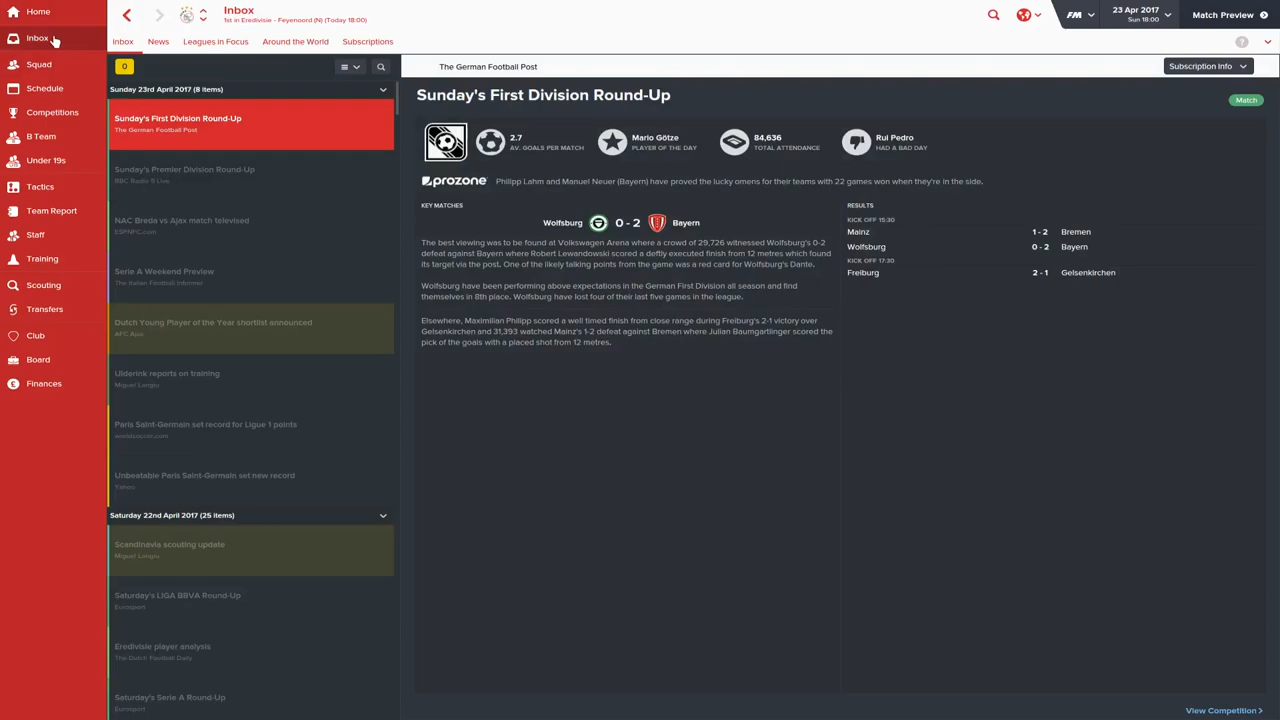 Home
Inbox
Squad
Schedule
Competitions
B Team
Under 19s
Tactics
Team Report
Staff
Training
Scouting
Transfers
Club
Board
Finances
Inbox
1st in Eredivisie - Feyenoord (N) (Today 18:00)
FM
23 Apr 2017
Sun 18:00
Match Preview
Inbox
News
Leagues in Focus
Around the World
Subscriptions
?
0
Sunday 23rd April 2017 (8 items)
Sunday's First Division Round-Up
The German Football Post
Sunday's Premier Division Round-Up
BBC Radio 5 Live
NAC Breda vs Ajax match televised
ESPNFC.com
Serie A Weekend Preview
The Italian Football Informer
Dutch Young Player of the Year shortlist announced
AFC Ajax
Ulderink reports on training
Miguel Longiu
Paris Saint-Germain set record for Ligue 1 points
worldsoccer.com
Unbeatable Paris Saint-Germain set new record
Yahoo
Saturday 22nd April 2017 (25 items)
Scandinavia scouting update
Miguel Longiu
Saturday's LIGA BBVA Round-Up
Eurosport
Eredivisie player analysis
The Dutch Football Daily
Saturday's Serie A Round-Up
Eurosport
The German Football Post
Subscription Info
Sunday's First Division Round-Up
Match
2.7
AV. GOALS PER MATCH
Mario Götze
PLAYER OF THE DAY
84,636
TOTAL ATTENDANCE
Rui Pedro
HAD A BAD DAY
prozone Philipp Lahm and Manuel Neuer (Bayern) have proved the lucky omens for their teams with 22 games won when they're in the side.
KEY MATCHES
Wolfsburg 0 - 2 Bayern
The best viewing was to be found at Volkswagen Arena where a crowd of 29,726 witnessed Wolfsburg's 0-2
defeat against Bayern where Robert Lewandowski scored a deftly executed finish from 12 metres which found
its target via the post. One of the likely talking points from the game was a red card for Wolfsburg's Dante.
Wolfsburg have been performing above expectations in the German First Division all season and find
themselves in 8th place. Wolfsburg have lost four of their last five games in the league.
Elsewhere, Maximilian Philipp scored a well timed finish from close range during Freiburg's 2-1 victory over
Gelsenkirchen and 31,393 watched Mainz's 1-2 defeat against Bremen where Julian Baumgartlinger scored the
pick of the goals with a placed shot from 12 metres.
RESULTS
KICK OFF 15:30
Mainz 1 - 2 Bremen
Wolfsburg 0 - 2 Bayern
KICK OFF 17:30
Freiburg 2 - 1 Gelsenkirchen
View Competition >